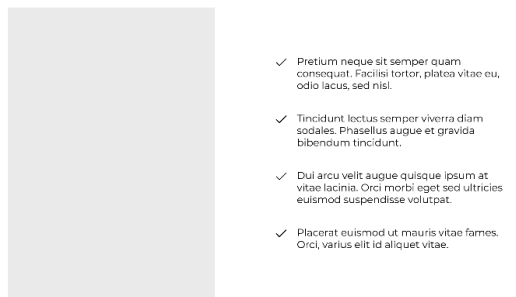 Pretium neque sit semper quam
consequat. Facilisi tortor, platea vitae eu,
odio lacus, sed nisl.
Tincidunt lectus semper viverra diam
sodales. Phasellus augue et gravida
bibendum tincidunt.
Dui arcu velit augue quisque ipsum at
vitae lacinia. Orci morbi eget sed ultricies
euismod suspendisse volutpat.
Placerat euismod ut mauris vitae fames.
Orci, varius elit id aliquet vitae.